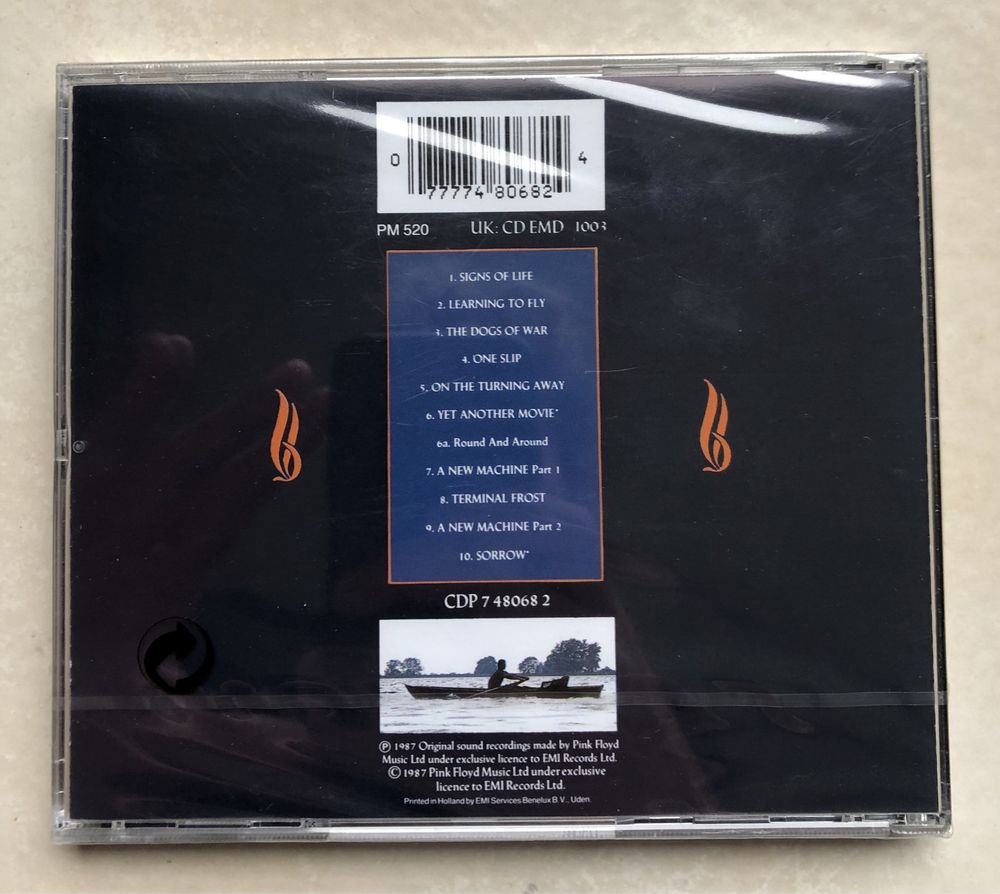 0 77774 80682 4
PM 520 UK: CD EMD 1003
1. SIGNS OF LIFE
2. LEARNING TO FLY
3. THE DOGS OF WAR
4. ONE SLIP
5. ON THE TURNING AWAY
6. YET ANOTHER MOVIE*
6a. Round And Around
7. A NEW MACHINE Part 1
8. TERMINAL FROST
9. A NEW MACHINE Part 2
10. SORROW*
CDP 7 48068 2
℗ 1987 Original sound recordings made by Pink Floyd
Music Ltd under exclusive licence to EMI Records Ltd.
© 1987 Pink Floyd Music Ltd under exclusive
licence to EMI Records Ltd.
Printed in Holland by EMI Services Benelux B.V., Uden.